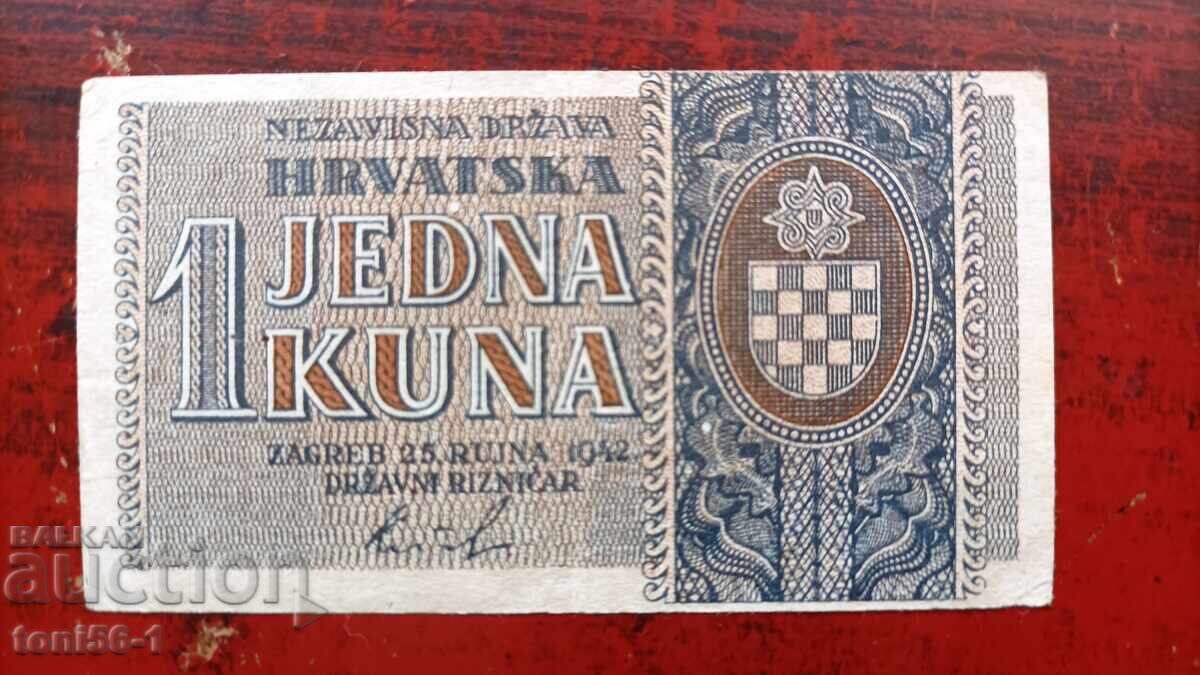 NEZAVISNA DRŽAVA
HRVATSKA
1 JEDNA
KUNA
ZAGREB 25. RUJNA 1942
DRŽAVNI RIZNIČAR
U
BALKAN
auction
toni56-1